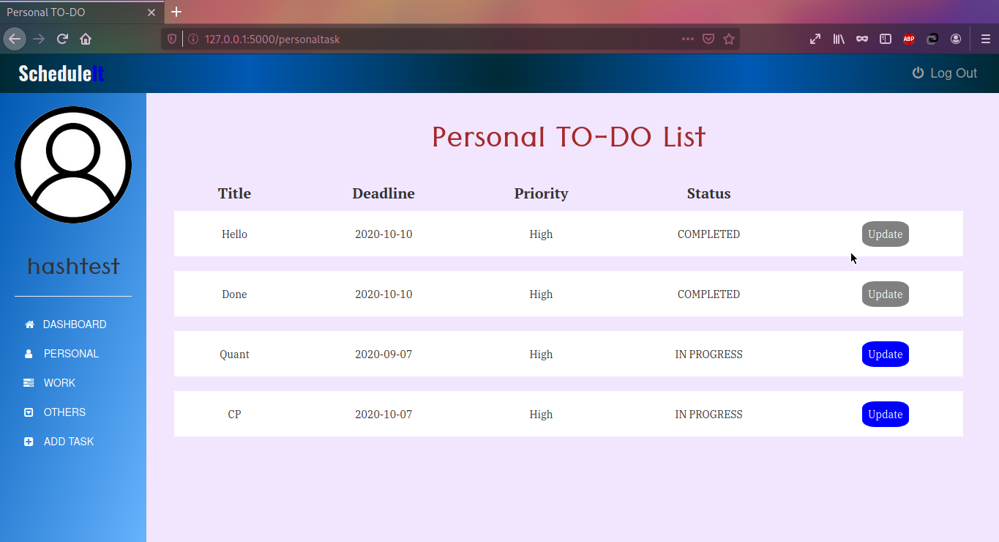 Personal TO-DO
127.0.0.1:5000/personaltask
ABP
ScheduleIt
Log Out
hashtest
DASHBOARD
PERSONAL
WORK
OTHERS
ADD TASK
Personal TO-DO List
Title Deadline Priority Status
Hello 2020-10-10 High COMPLETED Update
Done 2020-10-10 High COMPLETED Update
Quant 2020-09-07 High IN PROGRESS Update
CP 2020-10-07 High IN PROGRESS Update